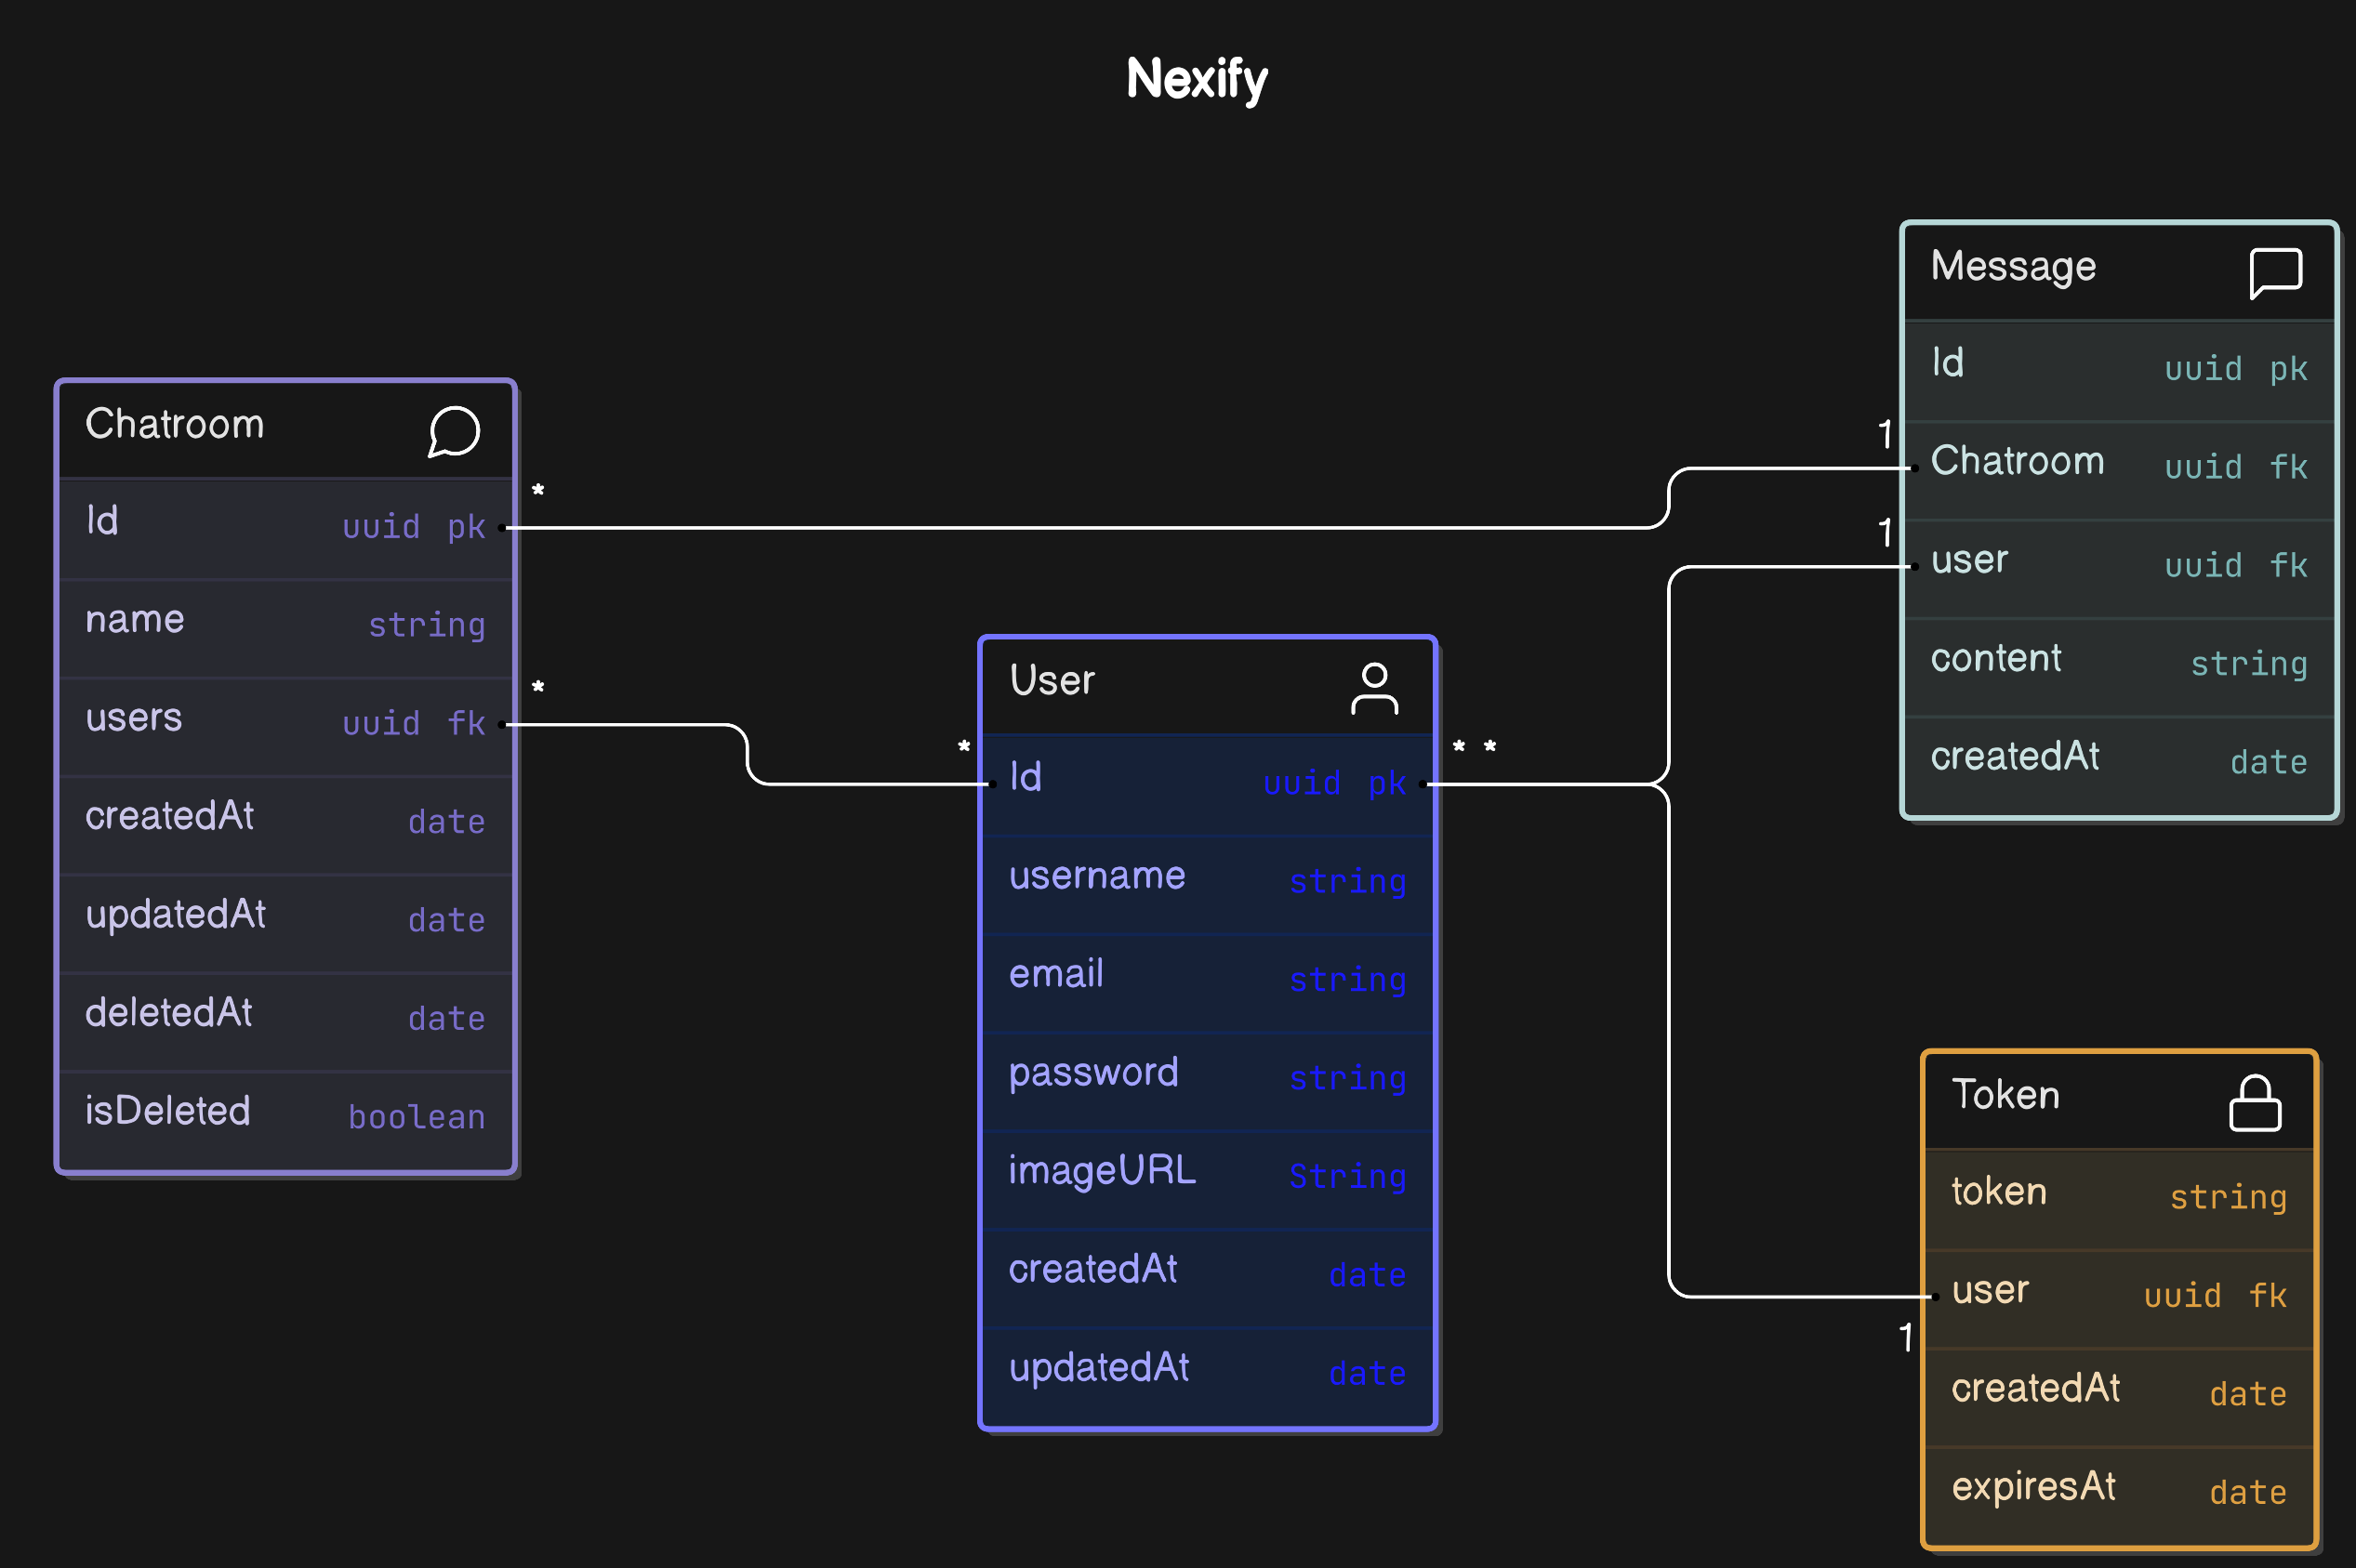 Nexify
Chatroom
Id uuid pk
name string
users uuid fk
createdAt date
updatedAt date
deletedAt date
isDeleted boolean
*
*
User
*
* *
Id uuid pk
username string
email string
password string
imageURL String
createdAt date
updatedAt date
Message
Id uuid pk
1
Chatroom uuid fk
1
user uuid fk
content string
createdAt date
Token
token string
user uuid fk
1
createdAt date
expiresAt date